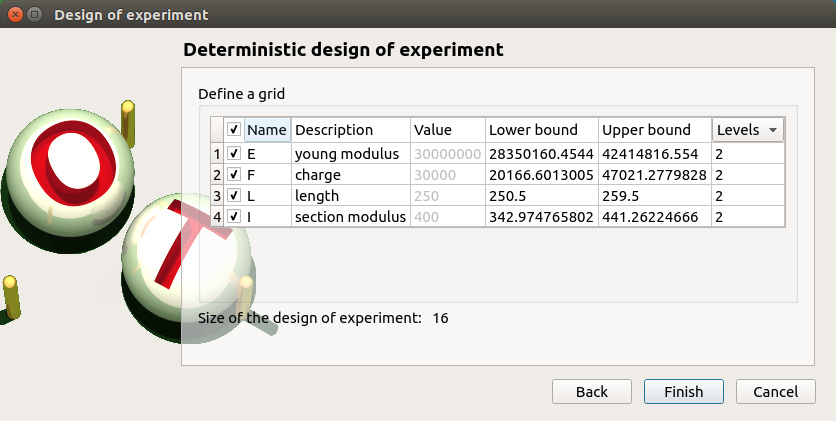 Design of experiment
Deterministic design of experiment
Define a grid
Name Description Value Lower bound Upper bound Levels
1 E young modulus 30000000 28350160.4544 42414816.554 2
2 F charge 30000 20166.6013005 47021.2779828 2
3 L length 250 250.5 259.5 2
4 I section modulus 400 342.974765802 441.26224666 2
Size of the design of experiment: 16
Back Finish Cancel